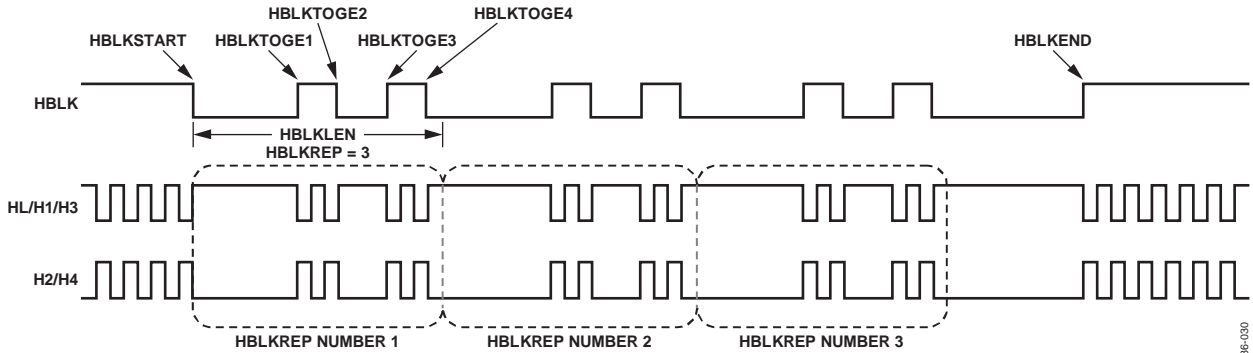 HBLKTOGE2
HBLKTOGE4
HBLKSTART
HBLKTOGE1
HBLKTOGE3
HBLKEND
HBLK
HBLKLEN
HBLKREP = 3
HL/H1/H3
H2/H4
HBLKREP NUMBER 1
HBLKREP NUMBER 2
HBLKREP NUMBER 3